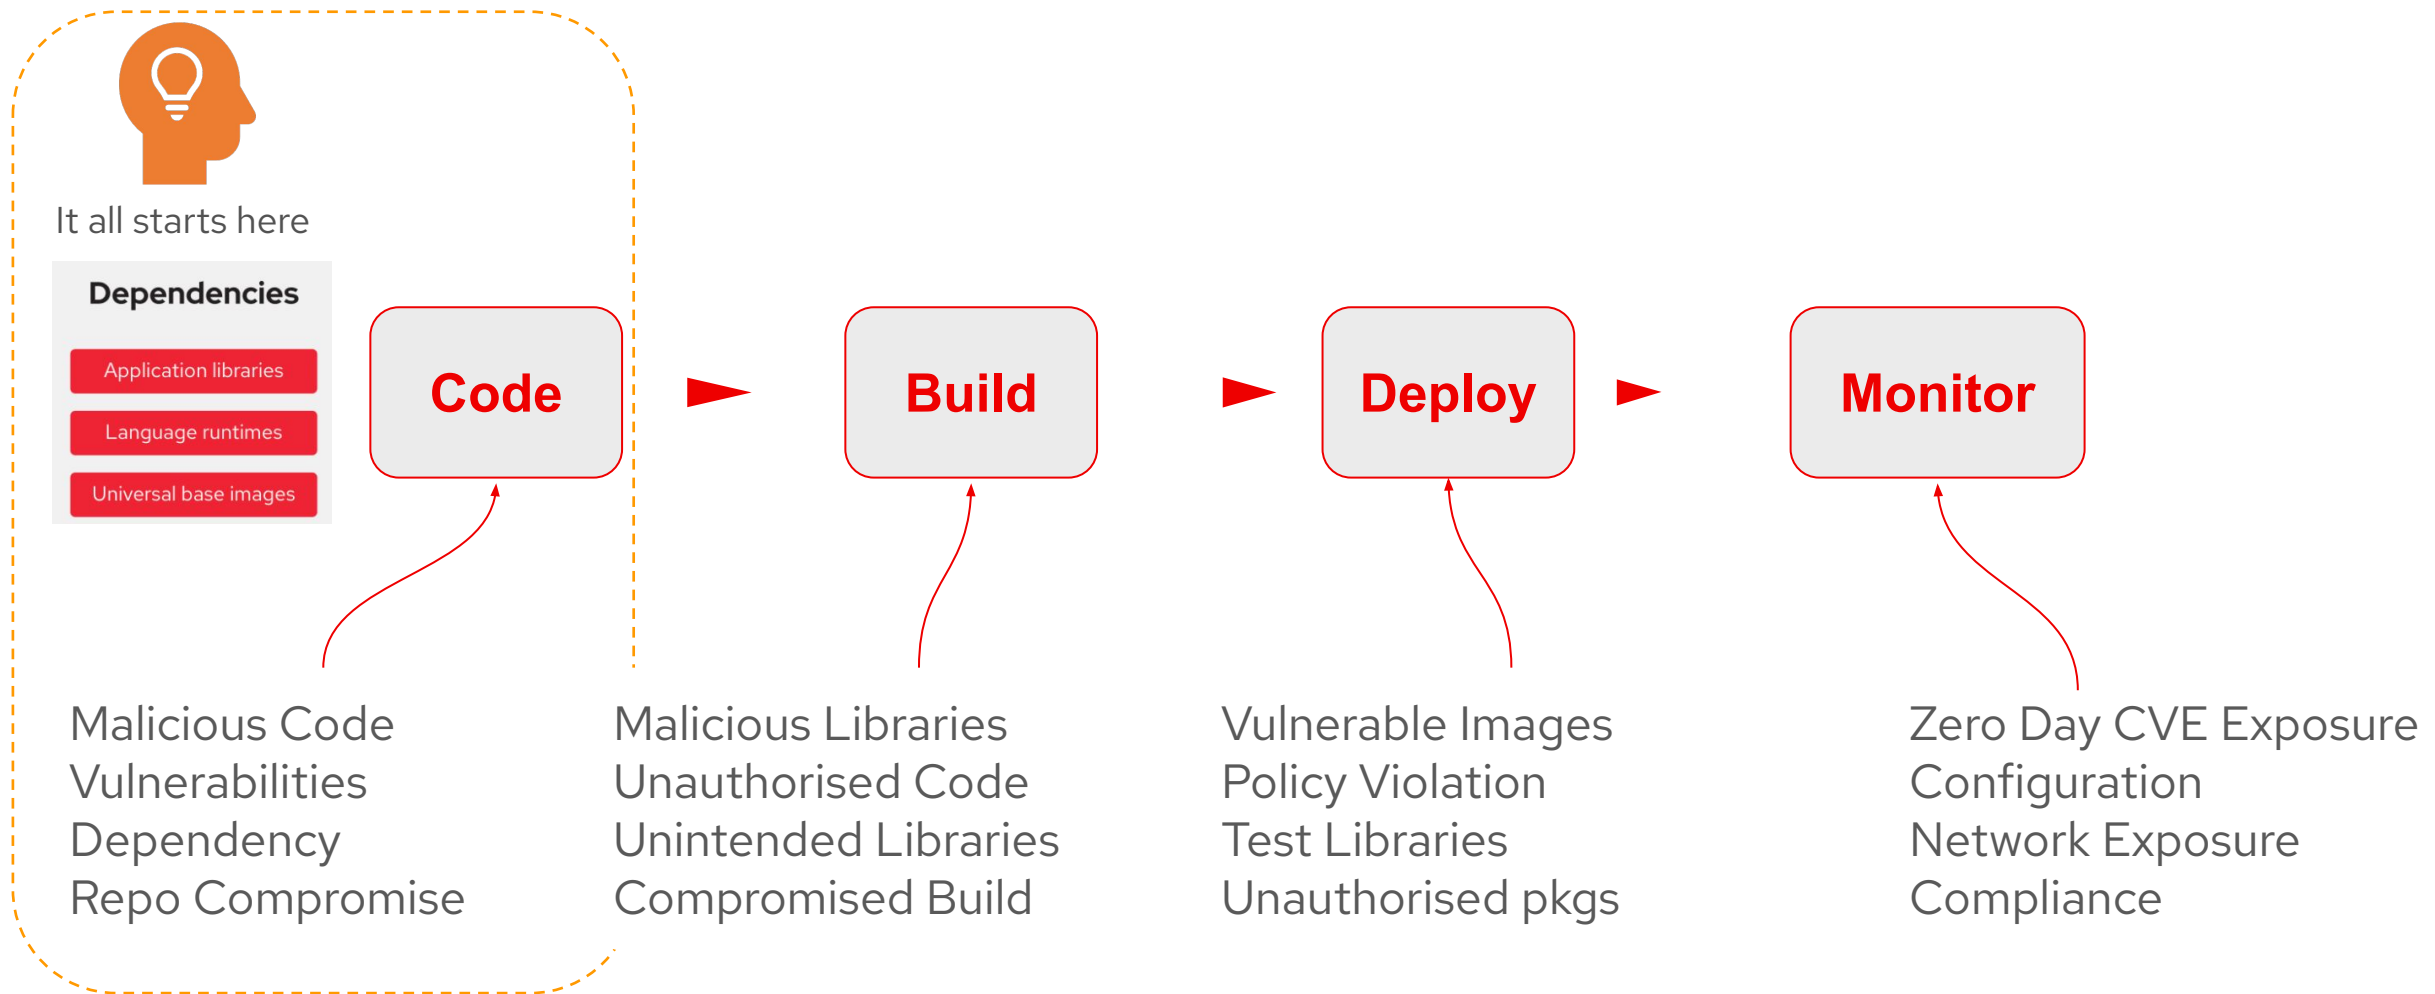 It all starts here
Dependencies
Application libraries
Language runtimes
Universal base images
Code
Build
Deploy
Monitor
Malicious Code
Vulnerabilities
Dependency
Repo Compromise
Malicious Libraries
Unauthorised Code
Unintended Libraries
Compromised Build
Vulnerable Images
Policy Violation
Test Libraries
Unauthorised pkgs
Zero Day CVE Exposure
Configuration
Network Exposure
Compliance